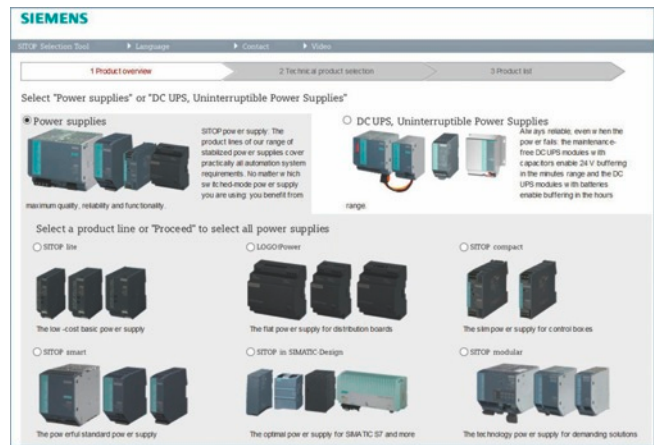 SIEMENS
SITOP Selection Tool Language Contact Video
1 Product overview 2 Technical product selection 3 Product list
Select "Power supplies" or "DC UPS, Uninterruptible Power Supplies"
Power supplies
SITOP power supply. The
product lines of our range of
stabilized power supplies cover
practically all automation system
requirements. No matter which
switched-mode power supply
you are using: you benefit from
maximum quality, reliability and functionality.
DC UPS, Uninterruptible Power Supplies
Always reliable, even when the
power fails: the maintenance-
free DC UPS modules with
capacitors enable 24 V buffering
in the minutes range and the DC
UPS modules with batteries
enable buffering in the hours
range.
Select a product line or "Proceed" to select all power supplies
SITOP lite
The low-cost basic power supply
LOGO!Power
The flat power supply for distribution boards
SITOP compact
The slim power supply for control boxes
SITOP smart
The powerful standard power supply
SITOP in SIMATIC-Design
The optimal power supply for SIMATIC S7 and more
SITOP modular
The technology power supply for demanding solutions